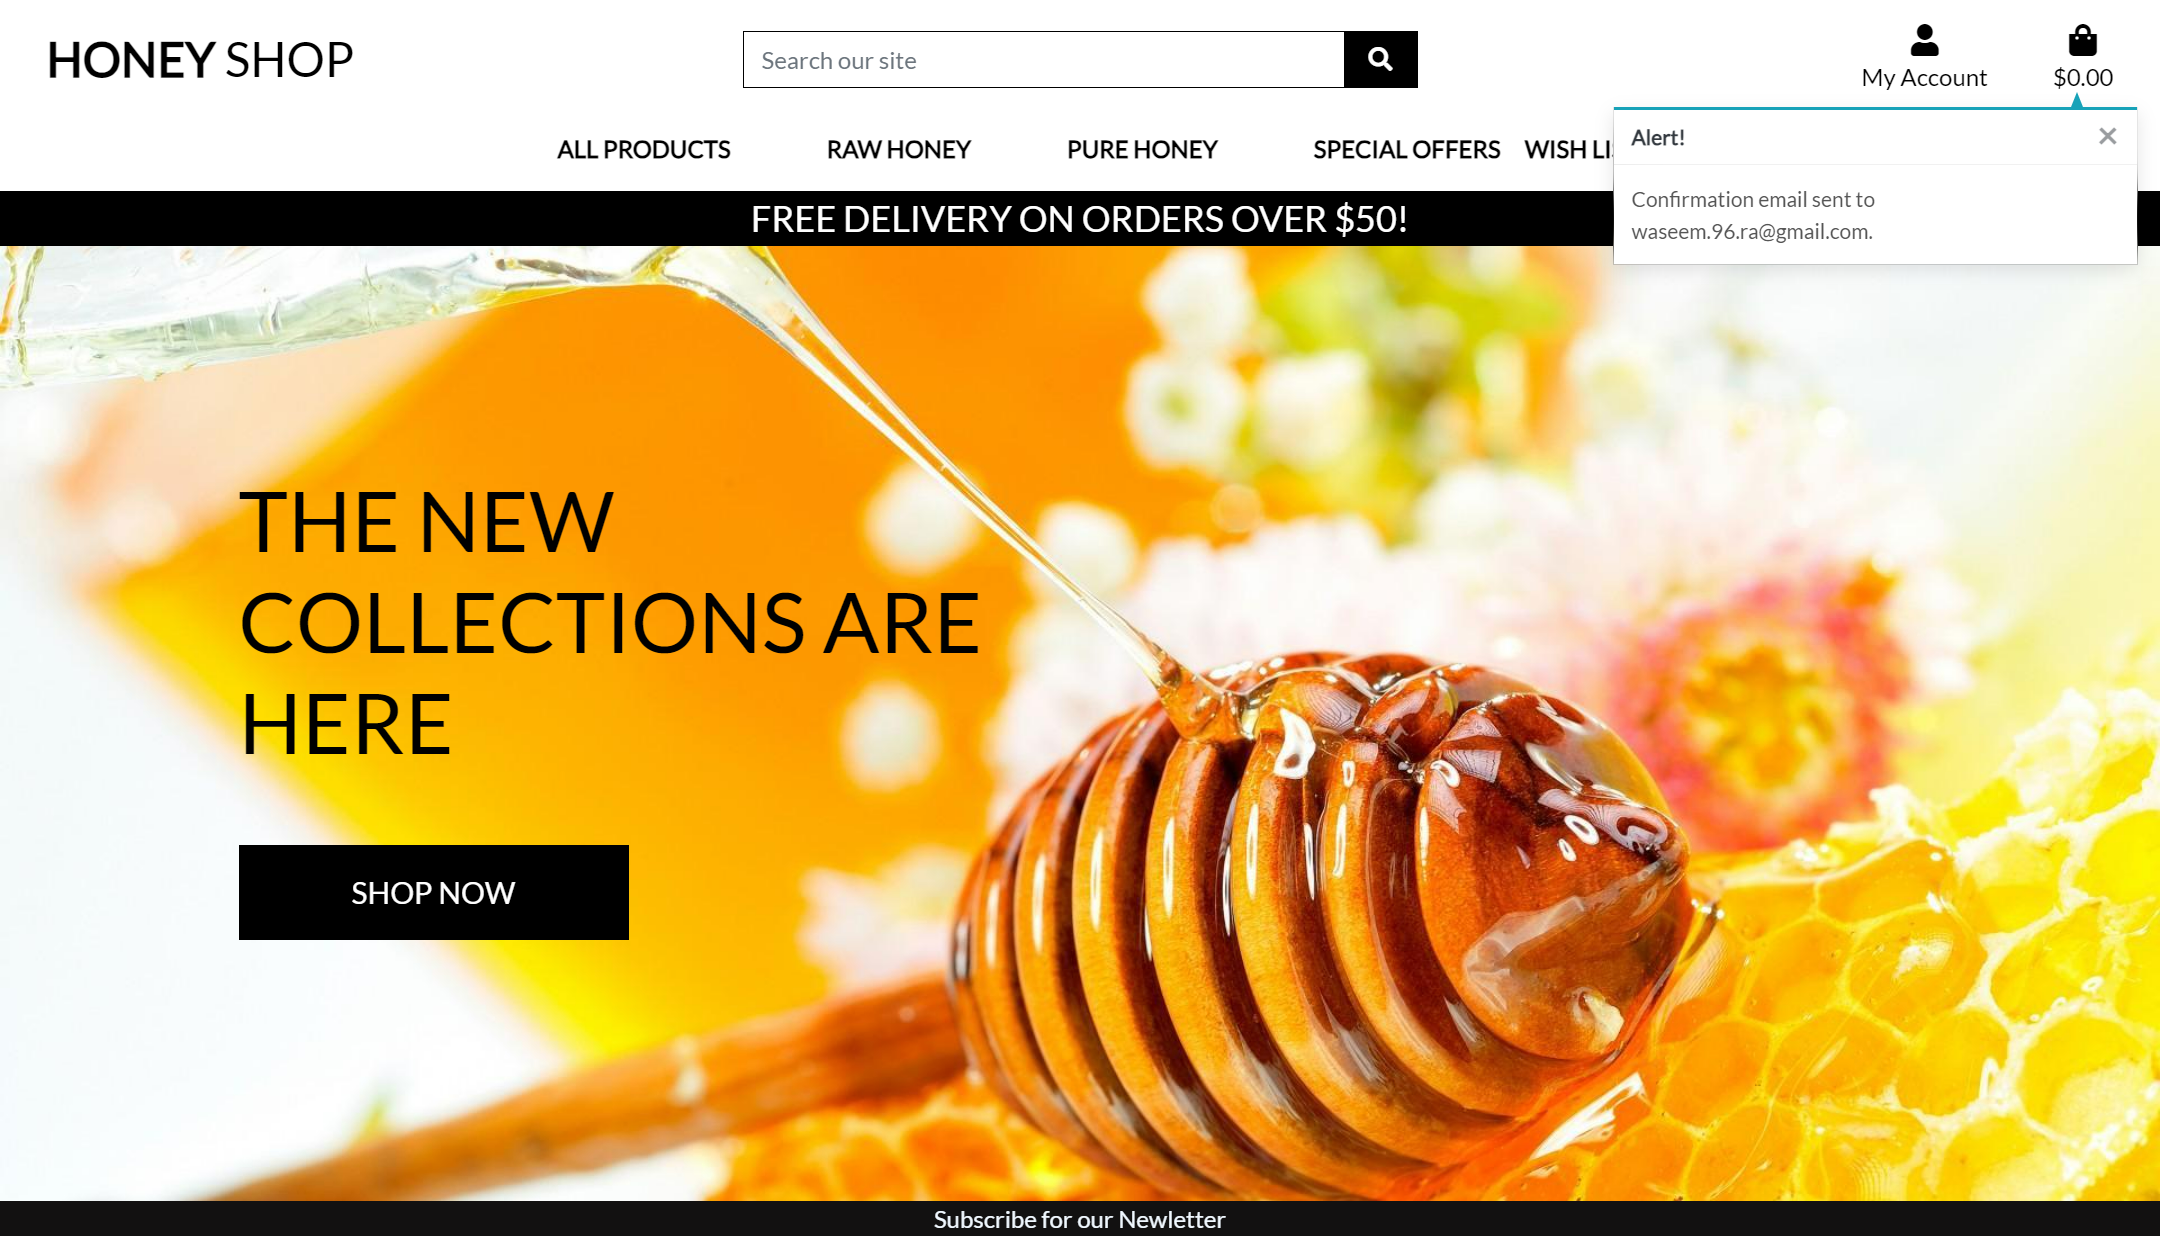 HONEY SHOP
Search our site
My Account
$0.00
ALL PRODUCTS
RAW HONEY
PURE HONEY
SPECIAL OFFERS
WISH
Alert!
Confirmation email sent to
waseem.96.ra@gmail.com.
FREE DELIVERY ON ORDERS OVER $50!
THE NEW
COLLECTIONS ARE
HERE
SHOP NOW
Subscribe for our Newletter